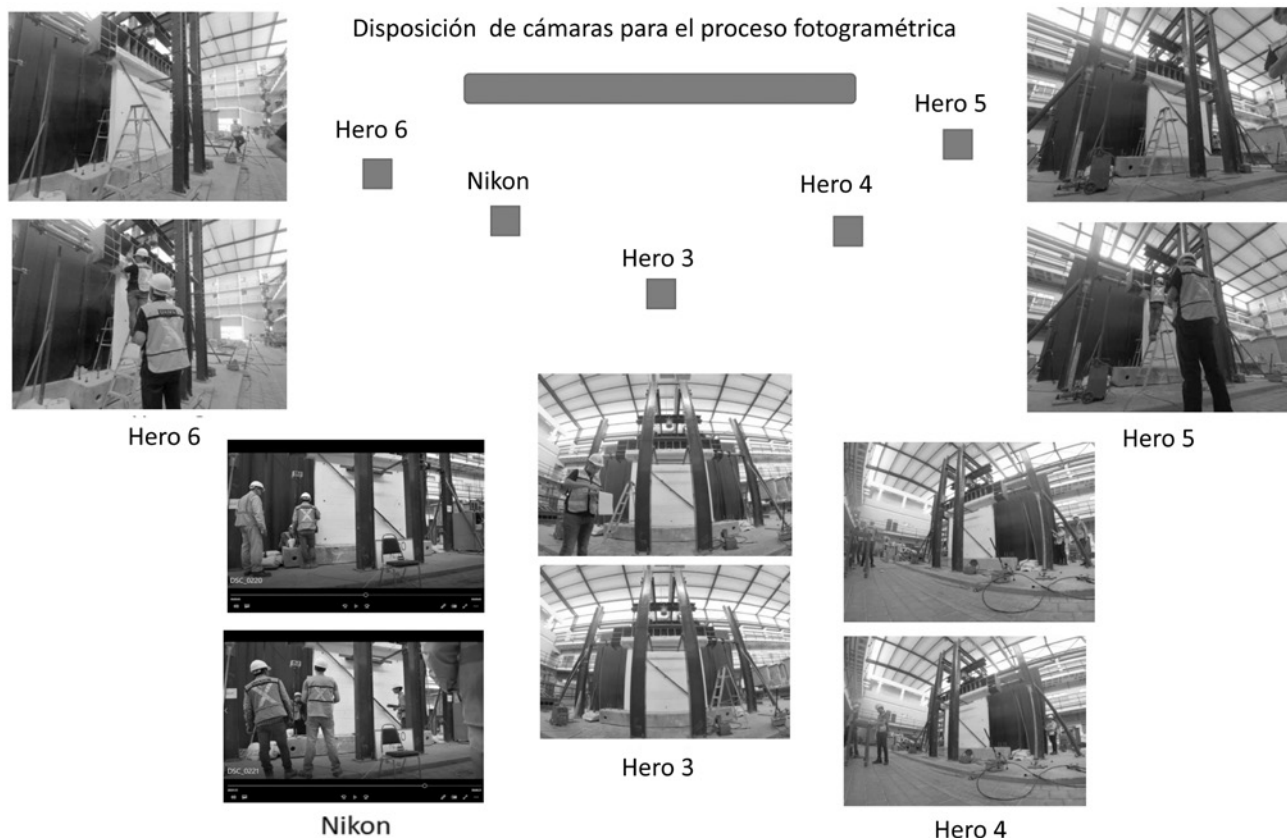 Disposición de cámaras para el proceso fotogramétrica
Hero 6
Hero 5
Nikon
Hero 4
Hero 3
Hero 6
Hero 5
DSC_0220
DSC_0221
Hero 3
Nikon
Hero 4